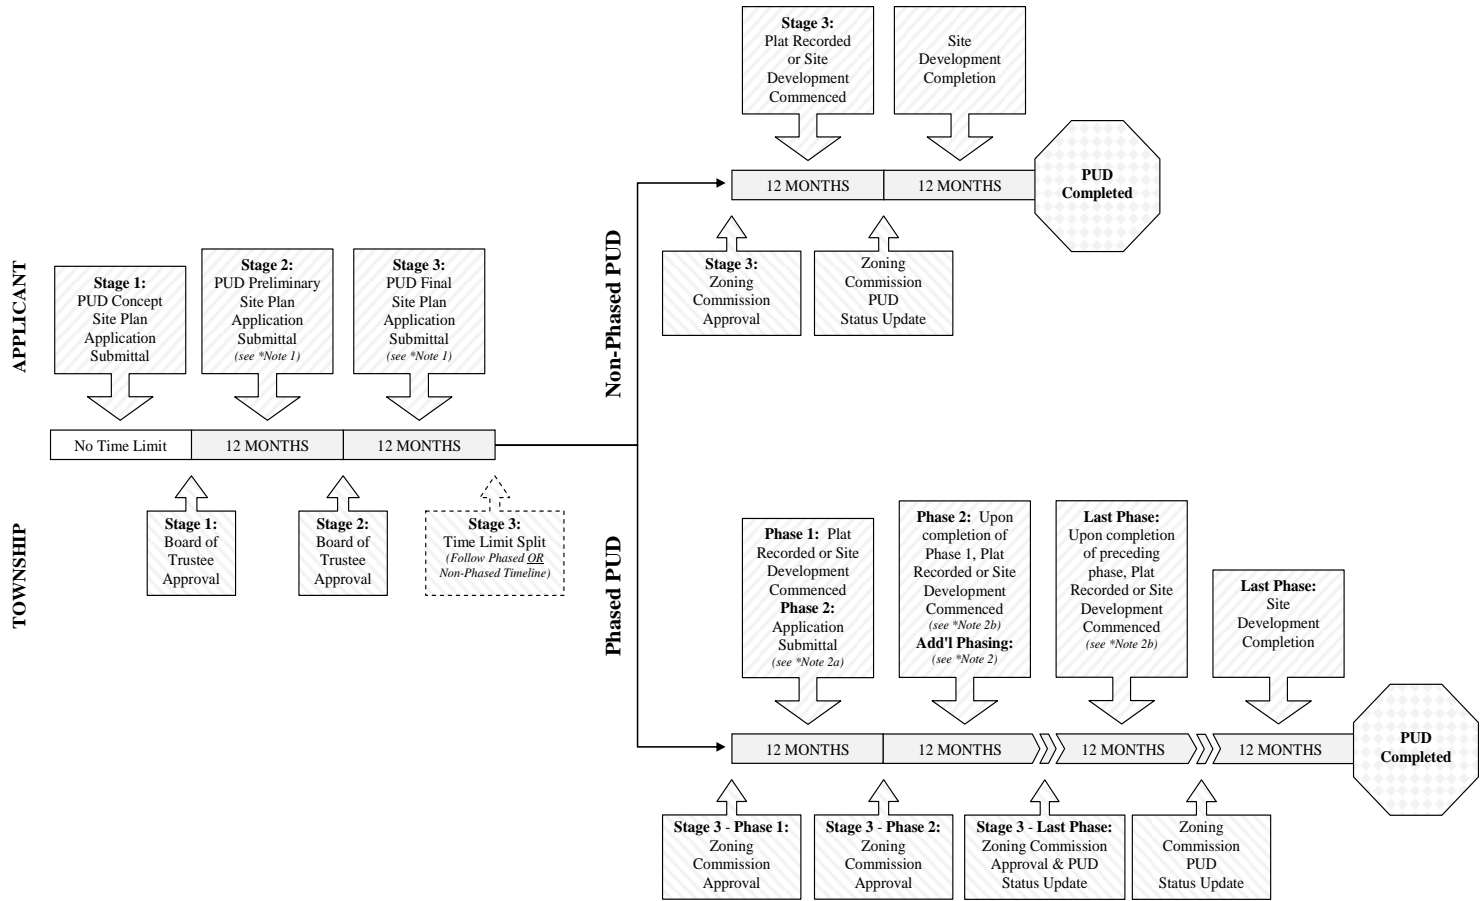 Stage 3:
Plat Recorded
or Site
Development
Commenced
Site
Development
Completion
12 MONTHS
12 MONTHS
PUD
Completed
Stage 3:
Zoning
Commission
Approval
Zoning
Commission
PUD
Status Update
Non-Phased PUD
APPLICANT
Stage 1:
PUD Concept
Site Plan
Application
Submittal
Stage 2:
PUD Preliminary
Site Plan
Application
Submittal
(see *Note 1)
Stage 3:
PUD Final
Site Plan
Application
Submittal
(see *Note 1)
No Time Limit
12 MONTHS
12 MONTHS
TOWNSHIP
Stage 1:
Board of
Trustee
Approval
Stage 2:
Board of
Trustee
Approval
Stage 3:
Time Limit Split
(Follow Phased OR
Non-Phased Timeline)
Phased PUD
Phase 1: Plat
Recorded or Site
Development
Commenced
Phase 2:
Application
Submittal
(see *Note 2a)
Phase 2: Upon
completion of
Phase 1, Plat
Recorded or Site
Development
Commenced
(see *Note 2b)
Add'l Phasing:
(see *Note 2)
Last Phase:
Upon completion
of preceding
phase, Plat
Recorded or Site
Development
Commenced
(see *Note 2b)
Last Phase:
Site
Development
Completion
12 MONTHS
12 MONTHS
12 MONTHS
12 MONTHS
PUD
Completed
Stage 3 - Phase 1:
Zoning
Commission
Approval
Stage 3 - Phase 2:
Zoning
Commission
Approval
Stage 3 - Last Phase:
Zoning Commission
Approval & PUD
Status Update
Zoning
Commission
PUD
Status Update